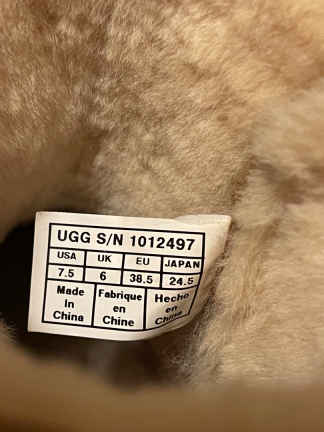 UGG S/N 1012497
USA UK EU JAPAN
7.5 6 38.5 24.5
Made Fabrique Hecho
In en en
China Chine China